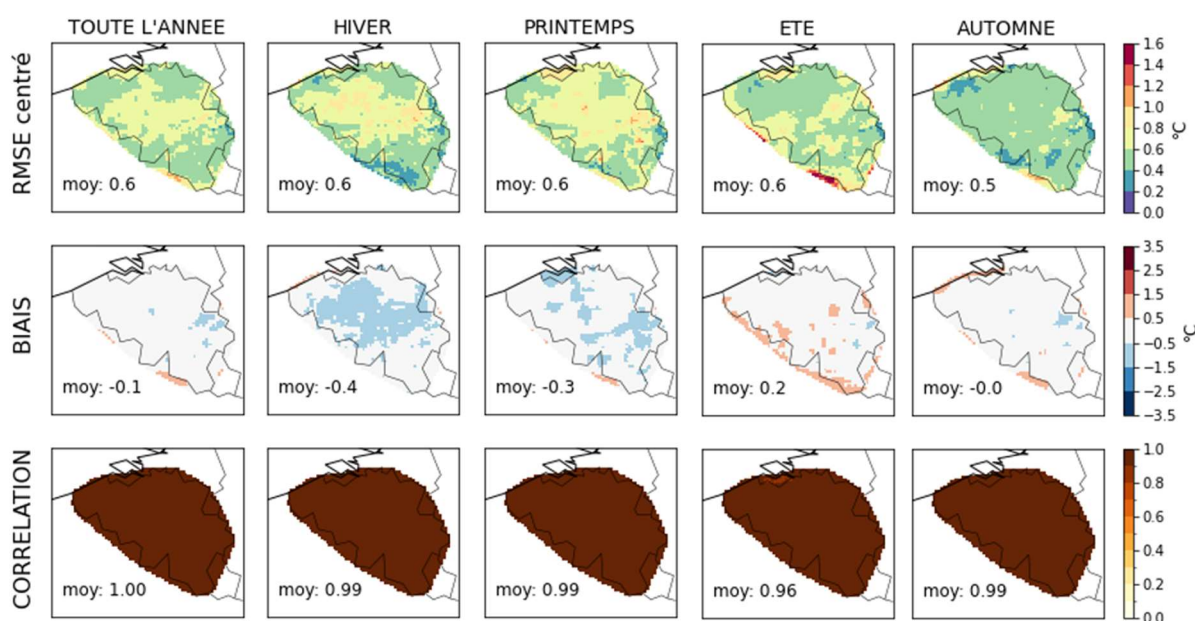 TOUTE L'ANNEE HIVER PRINTEMPS ETE AUTOMNE
RMSE centré
moy: 0.6 moy: 0.6 moy: 0.6 moy: 0.6 moy: 0.5
1.6
1.4
1.2
1.0
0.8
0.6
0.4
0.2
0.0
°C
BIAIS
moy: -0.1 moy: -0.4 moy: -0.3 moy: 0.2 moy: -0.0
3.5
2.5
1.5
0.5
−0.5
−1.5
−2.5
−3.5
°C
CORRELATION
moy: 1.00 moy: 0.99 moy: 0.99 moy: 0.96 moy: 0.99
1.0
0.8
0.6
0.4
0.2
0.0